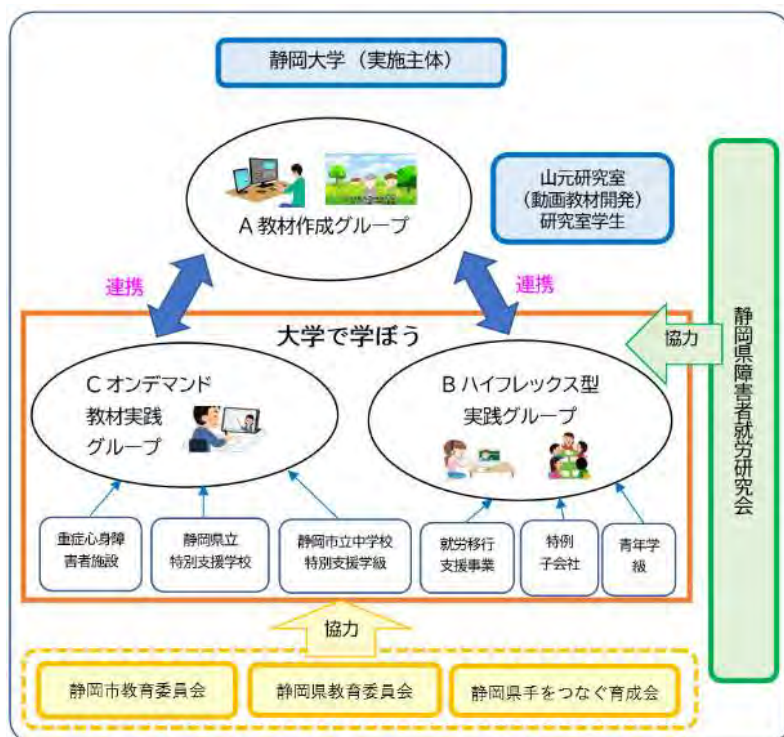 静岡大学（実施主体）
A 教材作成グループ
山元研究室
（動画教材開発）
研究室学生
連携
連携
静岡県障害者就労研究会
協力
大学で学ぼう
C オンデマンド
教材実践
グループ
B ハイフレックス型
実践グループ
重症心身障
害者施設
静岡県立
特別支援学校
静岡市立中学校
特別支援学級
就労移行
支援事業
特例
子会社
青年学
級
協力
静岡市教育委員会
静岡県教育委員会
静岡県手をつなぐ育成会